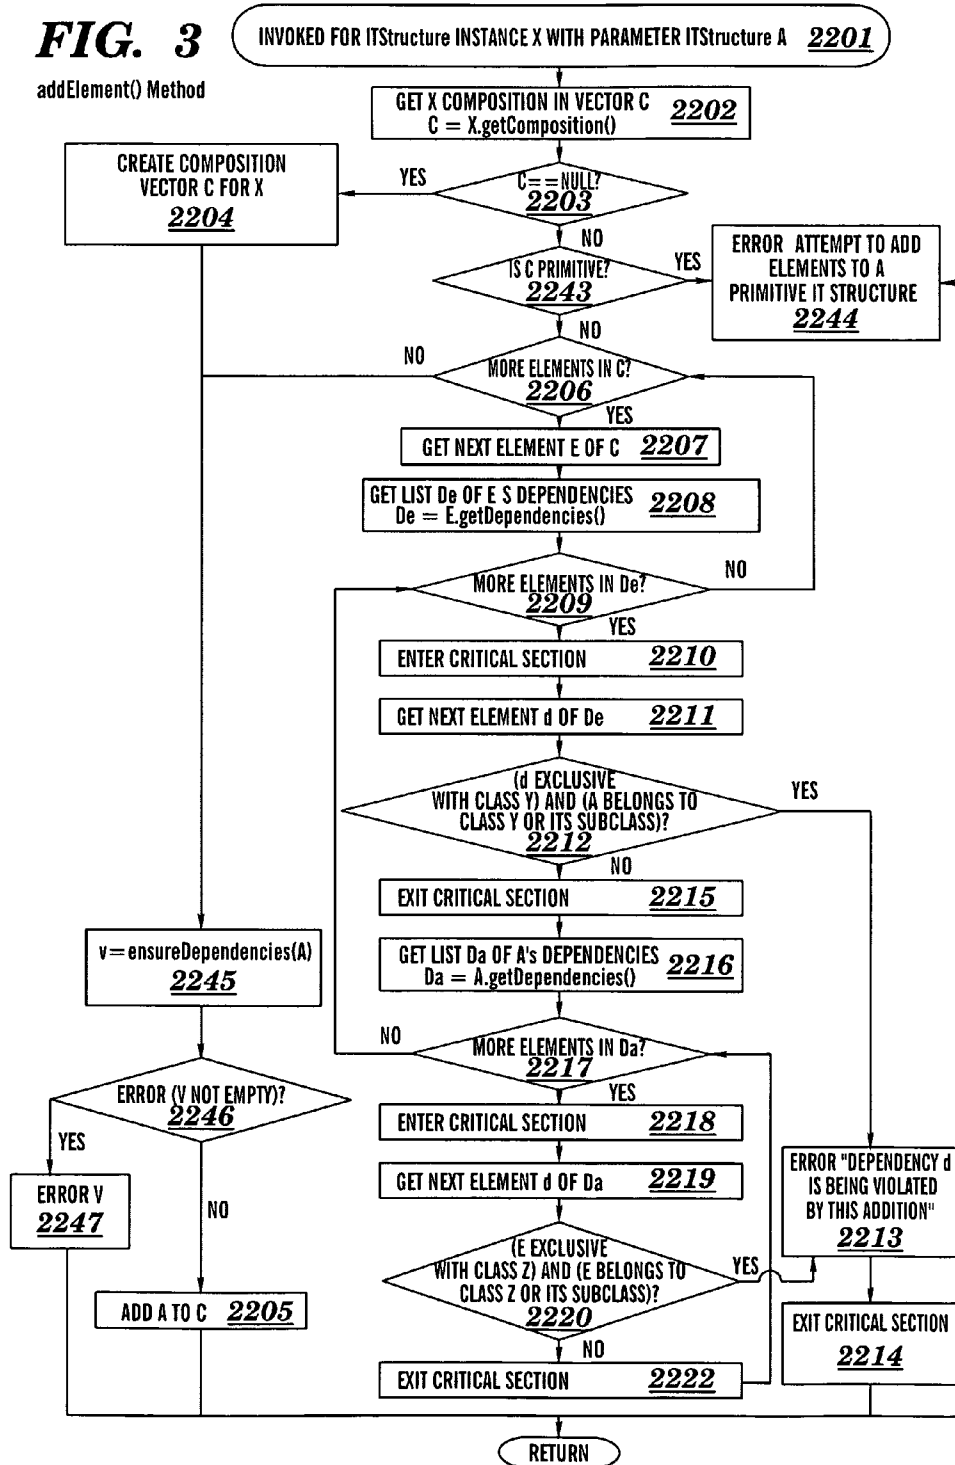 FIG. 3
addElement() Method
INVOKED FOR ITStructure INSTANCE X WITH PARAMETER ITStructure A 2201
GET X COMPOSITION IN VECTOR C
C = X.getComposition()
2202
CREATE COMPOSITION
VECTOR C FOR X
2204
YES
C==NULL?
2203
NO
IS C PRIMITIVE?
2243
YES
ERROR ATTEMPT TO ADD
ELEMENTS TO A
PRIMITIVE IT STRUCTURE
2244
NO
NO
MORE ELEMENTS IN C?
2206
YES
GET NEXT ELEMENT E OF C 2207
GET LIST De OF E S DEPENDENCIES
De = E.getDependencies()
2208
MORE ELEMENTS IN De?
2209
NO
YES
ENTER CRITICAL SECTION 2210
GET NEXT ELEMENT d OF De 2211
(d EXCLUSIVE
WITH CLASS Y) AND (A BELONGS TO
CLASS Y OR ITS SUBCLASS)?
2212
YES
NO
EXIT CRITICAL SECTION 2215
v=ensureDependencies(A)
2245
GET LIST Da OF A's DEPENDENCIES
Da = A.getDependencies()
2216
NO
MORE ELEMENTS IN Da?
2217
YES
ERROR (V NOT EMPTY)?
2246
YES
NO
ENTER CRITICAL SECTION 2218
GET NEXT ELEMENT d OF Da 2219
ERROR V
2247
ERROR "DEPENDENCY d
IS BEING VIOLATED
BY THIS ADDITION"
2213
(E EXCLUSIVE
WITH CLASS Z) AND (E BELONGS TO
CLASS Z OR ITS SUBCLASS)?
2220
YES
NO
ADD A TO C 2205
EXIT CRITICAL SECTION
2214
EXIT CRITICAL SECTION 2222
RETURN